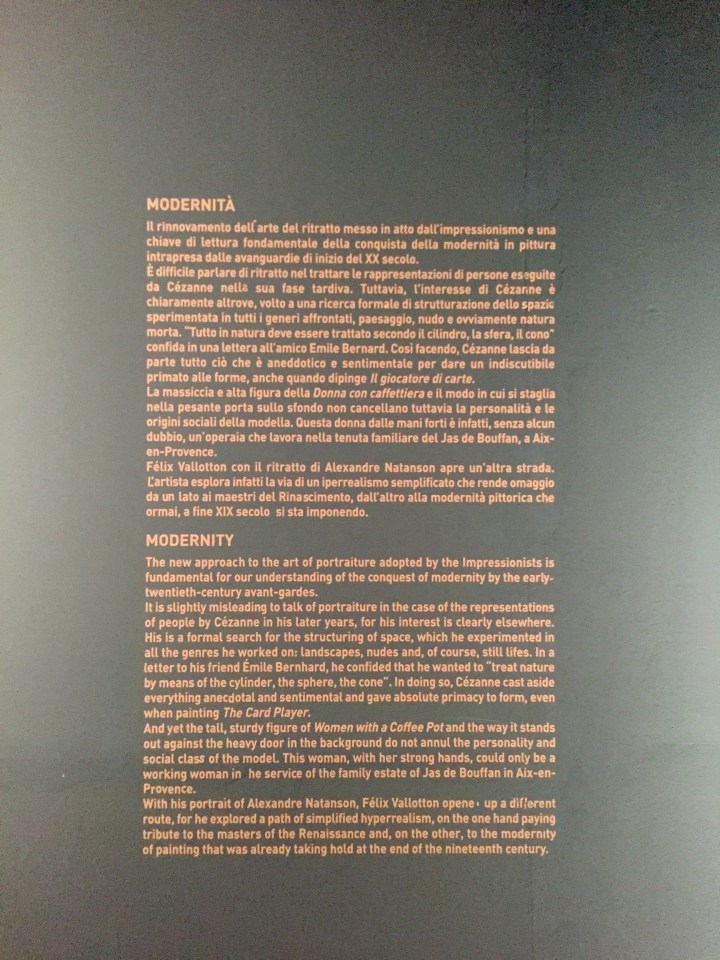 MODERNITÀ
Il rinnovamento dell'arte del ritratto messo in atto dall'impressionismo e una
chiave di lettura fondamentale della conquista della modernità in pittura
intrapresa dalle avanguardie di inizio del XX secolo.
È difficile parlare di ritratto nel trattare le rappresentazioni di persone eseguite
da Cézanne nella sua fase tardiva. Tuttavia, l'interesse di Cézanne è
chiaramente altrove, volto a una ricerca formale di strutturazione dello spazio
sperimentata in tutti i generi affrontati, paesaggio, nudo e ovviamente natura
morta. "Tutto in natura deve essere trattato secondo il cilindro, la sfera, il cono"
confida in una lettera all'amico Emile Bernard. Così facendo, Cézanne lascia da
parte tutto ciò che è aneddotico e sentimentale per dare un indiscutibile
primato alle forme, anche quando dipinge Il giocatore di carte.
La massiccia e alta figura della Donna con caffettiera e il modo in cui si staglia
nella pesante porta sullo sfondo non cancellano tuttavia la personalità e le
origini sociali della modella. Questa donna dalle mani forti è infatti, senza alcun
dubbio, un'operaia che lavora nella tenuta familiare del Jas de Bouffan, a Aix-
en-Provence.
Félix Vallotton con il ritratto di Alexandre Natanson apre un'altra strada.
L'artista esplora infatti la via di un iperrealismo semplificato che rende omaggio
da un lato ai maestri del Rinascimento, dall'altro alla modernità pittorica che
ormai, a fine XIX secolo si sta imponendo.
MODERNITY
The new approach to the art of portraiture adopted by the Impressionists is
fundamental for our understanding of the conquest of modernity by the early-
twentieth-century avant-gardes.
It is slightly misleading to talk of portraiture in the case of the representations
of people by Cézanne in his later years, for his interest is clearly elsewhere.
His is a formal search for the structuring of space, which he experimented in
all the genres he worked on: landscapes, nudes and, of course, still lifes. In a
letter to his friend Émile Bernhard, he confided that he wanted to "treat nature
by means of the cylinder, the sphere, the cone". In doing so, Cézanne cast aside
everything anecdotal and sentimental and gave absolute primacy to form, even
when painting The Card Player.
And yet the tall, sturdy figure of Women with a Coffee Pot and the way it stands
out against the heavy door in the background do not annul the personality and
social class of the model. This woman, with her strong hands, could only be a
working woman in he service of the family estate of Jas de Bouffan in Aix-en-
Provence.
With his portrait of Alexandre Natanson, Félix Vallotton opene up a different
route, for he explored a path of simplified hyperrealism, on the one hand paying
tribute to the masters of the Renaissance and, on the other, to the modernity
of painting that was already taking hold at the end of the nineteenth century.